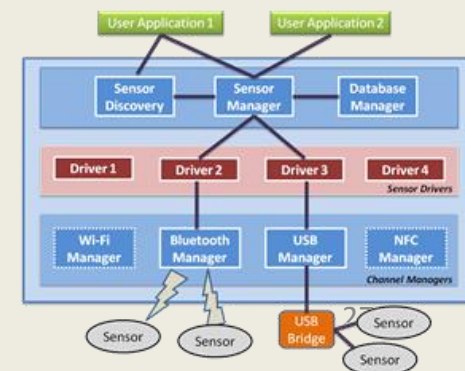 User Application 1
User Application 2
Sensor
Discovery
Sensor
Manager
Database
Manager
Driver 1
Driver 2
Driver 3
Driver 4
Sensor Drivers
Wi-Fi
Manager
Bluetooth
Manager
USB
Manager
NFC
Manager
Channel Managers
Sensor
Sensor
USB
Bridge
Sensor
Sensor